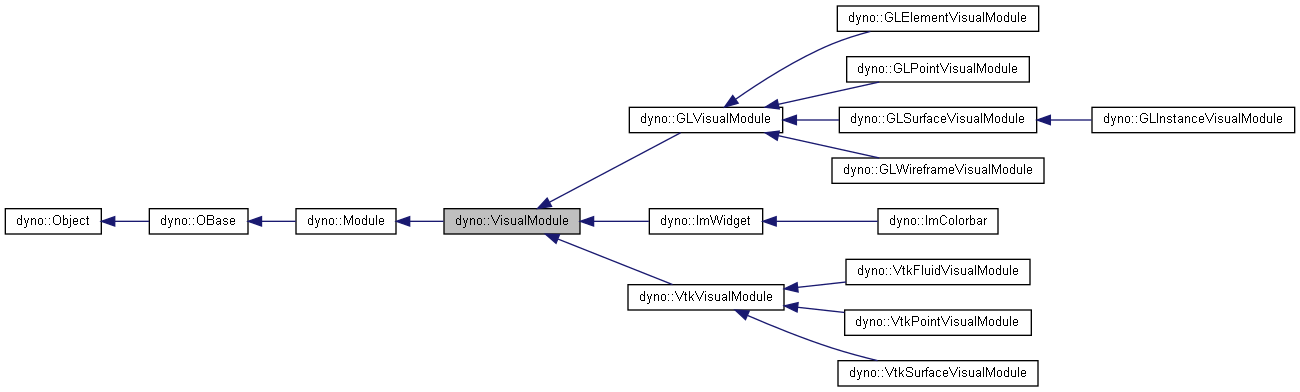 dyno::GLElementVisualModule
dyno::GLPointVisualModule
dyno::GLVisualModule
dyno::GLSurfaceVisualModule
dyno::GLInstanceVisualModule
dyno::GLWireframeVisualModule
dyno::Object
dyno::OBase
dyno::Module
dyno::VisualModule
dyno::ImWidget
dyno::ImColorbar
dyno::VtkFluidVisualModule
dyno::VtkVisualModule
dyno::VtkPointVisualModule
dyno::VtkSurfaceVisualModule